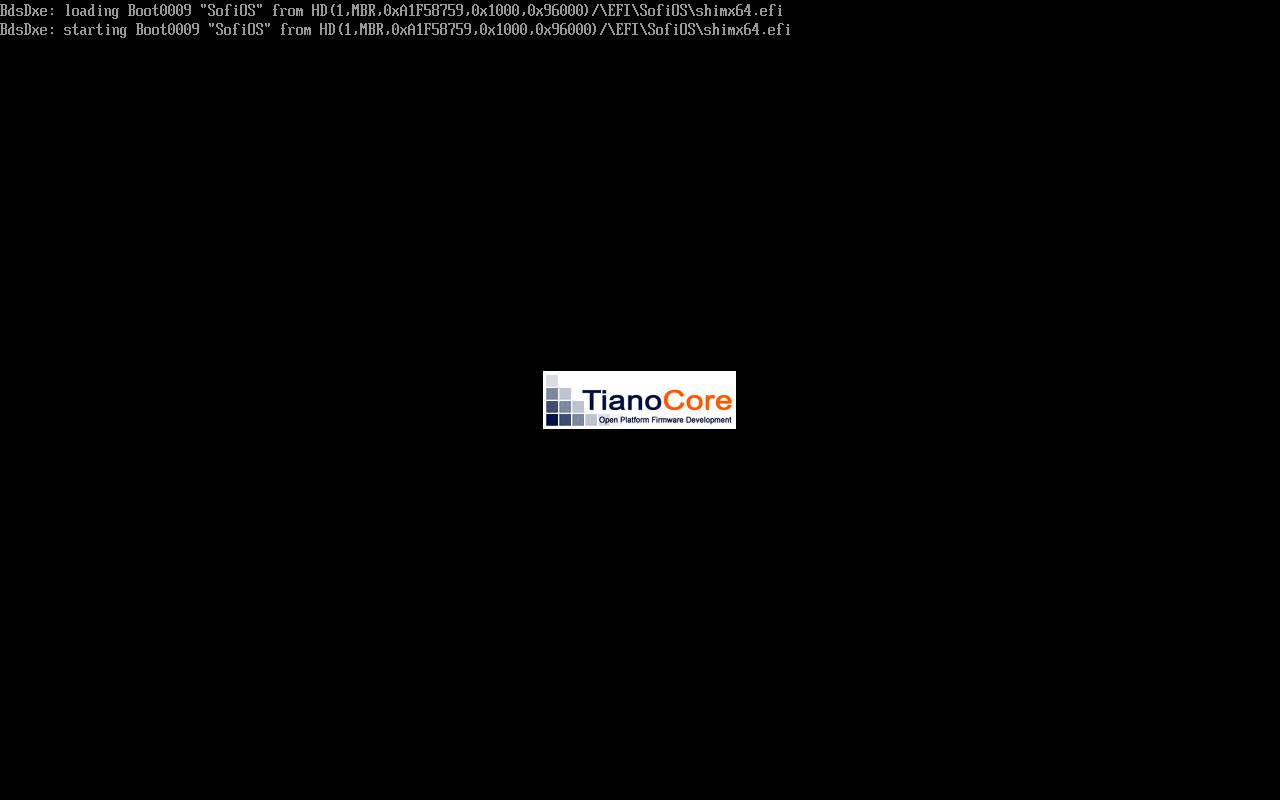 BdsDxe: loading Boot0009 "SofiOS" from HD(1,MBR,0xA1F58759,0x1000,0x96000)/\EFI\SofiOS\shimx64.efi
BdsDxe: starting Boot0009 "SofiOS" from HD(1,MBR,0xA1F58759,0x1000,0x96000)/\EFI\SofiOS\shimx64.efi
TianoCore
Open Platform Firmware Development